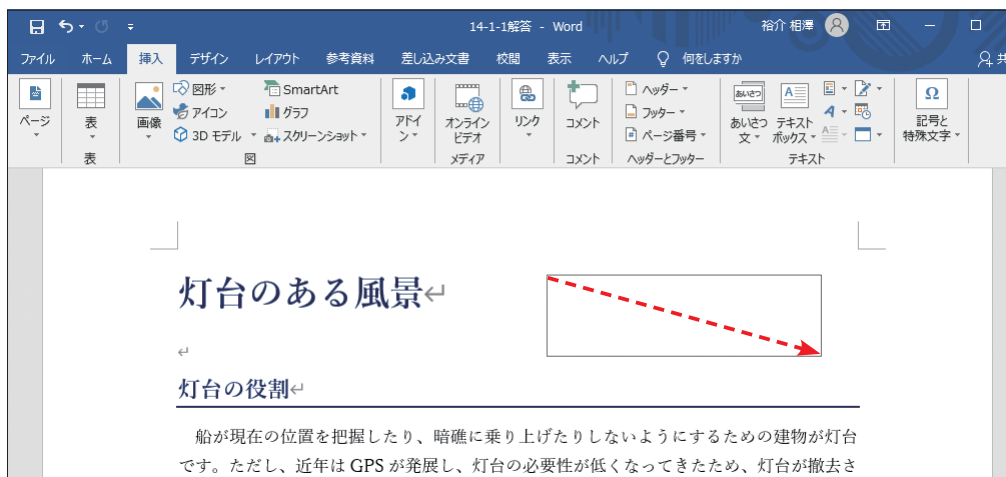 14-1-1解答 - Word
裕介 相澤
ファイル ホーム 挿入 デザイン レイアウト 参考資料 差し込み文書 校閲 表示 ヘルプ 何をしますか 共
ページ
表
表
画像
図形
アイコン
3D モデル
SmartArt
グラフ
スクリーンショット
図
アドイ
ン
オンライン
ビデオ
メディア
リンク
コメント
コメント
ヘッダー
フッター
ページ番号
ヘッダーとフッター
あいさつ
あいさつ
文
テキスト
ボックス
テキスト
Ω
記号と
特殊文字
灯台のある風景↵
↵
灯台の役割↵
船が現在の位置を把握したり、暗礁に乗り上げたりしないようにするための建物が灯台
です。ただし、近年は GPS が発展し、灯台の必要性が低くなってきたため、灯台が撤去さ